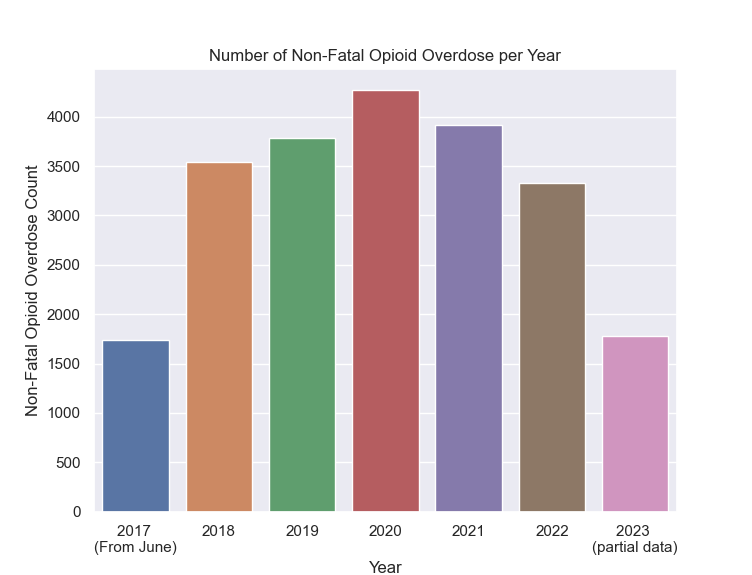 Number of Non-Fatal Opioid Overdose per Year
Non-Fatal Opioid Overdose Count
4000
3500
3000
2500
2000
1500
1000
500
0
2017 2018 2019 2020 2021 2022 2023
(From June) (partial data)
Year